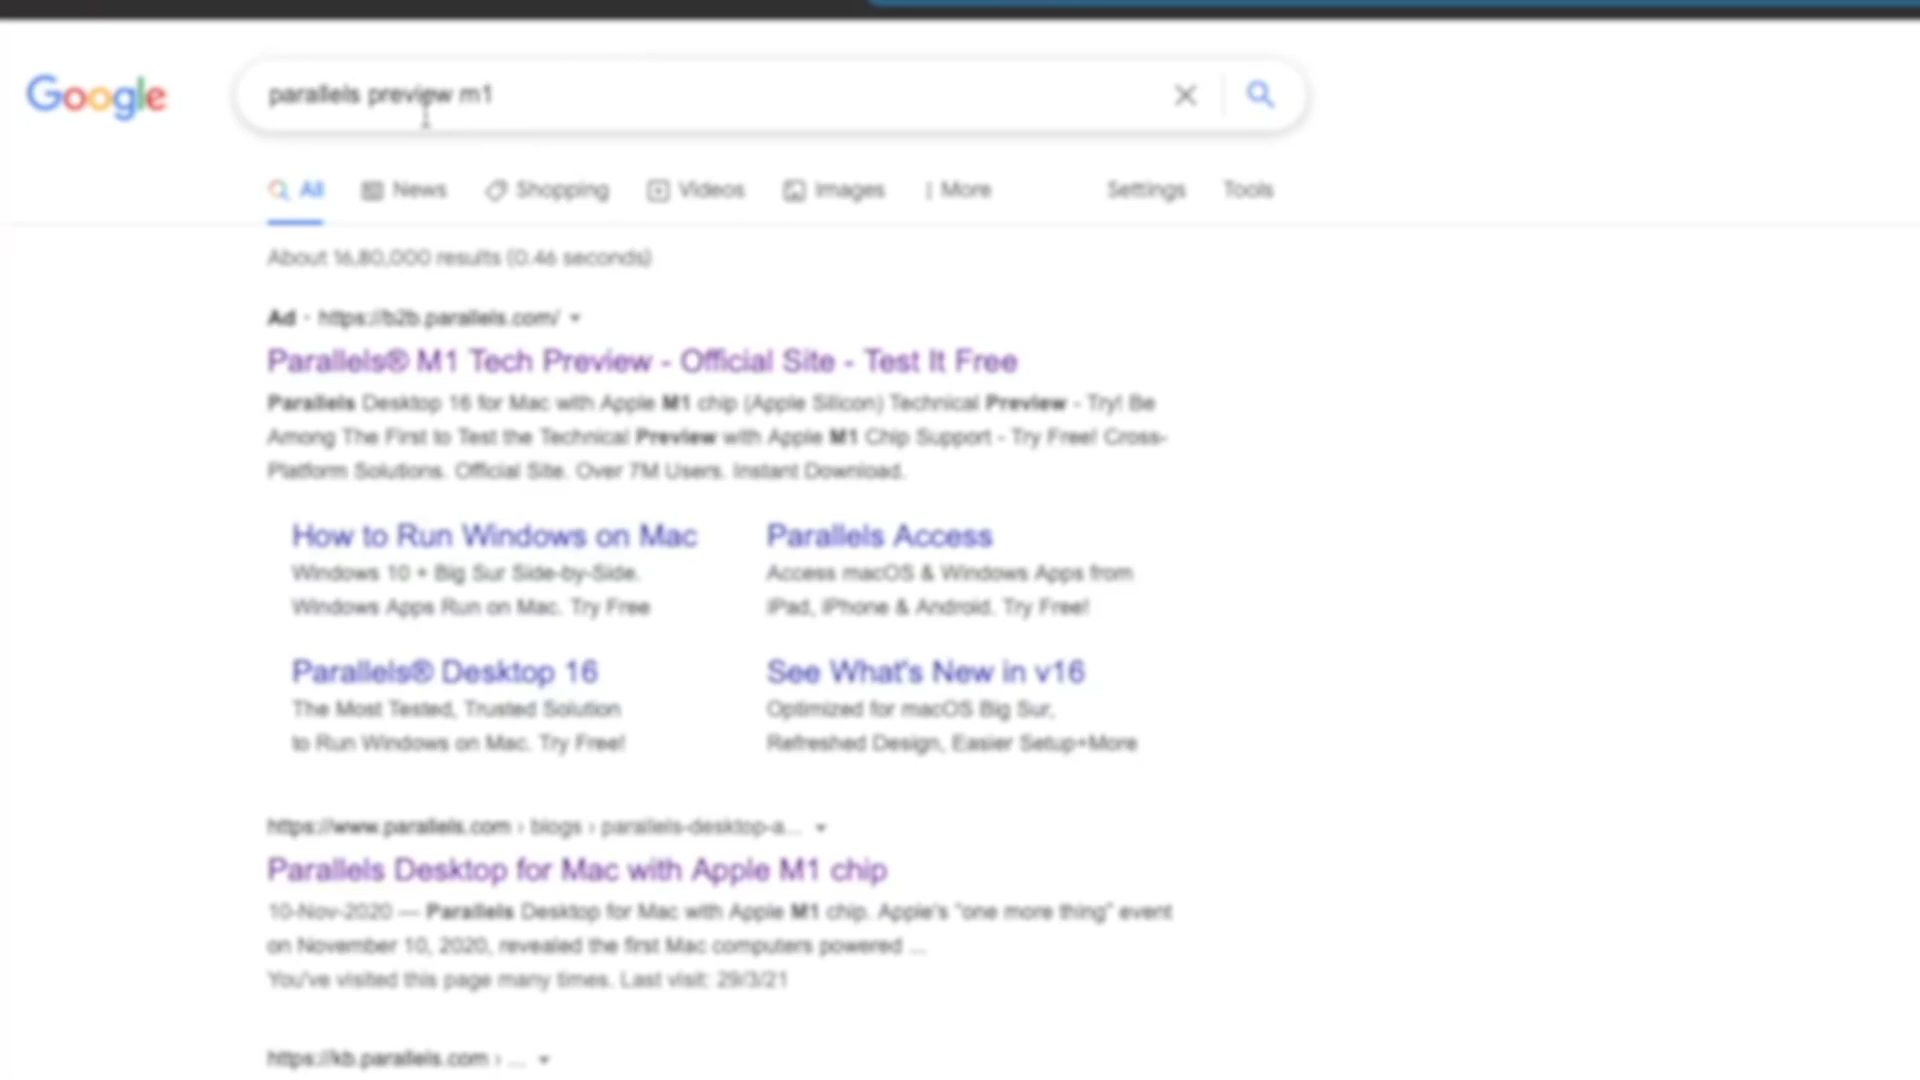 Google
parallels preview m1
All News Shopping Videos Images More Settings Tools
About 16,80,000 results (0.46 seconds)
Ad · https://b2b.parallels.com/
Parallels® M1 Tech Preview - Official Site - Test It Free
Parallels Desktop 16 for Mac with Apple M1 chip (Apple Silicon) Technical Preview - Try! Be
Among The First to Test the Technical Preview with Apple M1 Chip Support - Try Free! Cross-
Platform Solutions. Official Site. Over 7M Users. Instant Download.
How to Run Windows on Mac
Windows 10 + Big Sur Side-by-Side.
Windows Apps Run on Mac. Try Free
Parallels Access
Access macOS & Windows Apps from
iPad, iPhone & Android. Try Free!
Parallels® Desktop 16
The Most Tested, Trusted Solution
to Run Windows on Mac. Try Free!
See What's New in v16
Optimized for macOS Big Sur,
Refreshed Design, Easier Setup+More
https://www.parallels.com › blogs › parallels-desktop-a...
Parallels Desktop for Mac with Apple M1 chip
10-Nov-2020 — Parallels Desktop for Mac with Apple M1 chip. Apple's "one more thing" event
on November 10, 2020, revealed the first Mac computers powered ...
You've visited this page many times. Last visit: 29/3/21
https://kb.parallels.com › ...